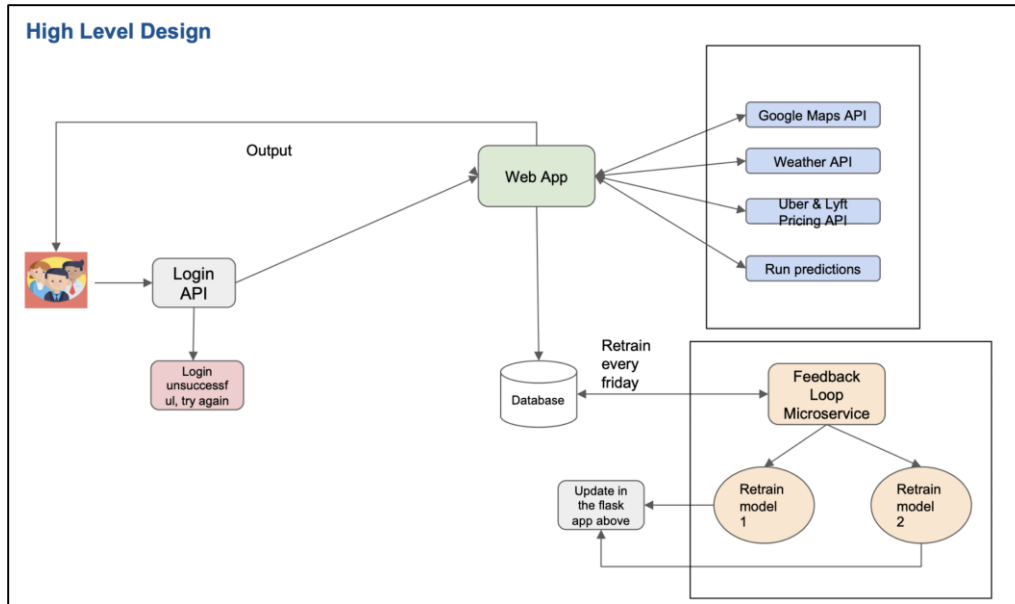 High Level Design
Output
Google Maps API
Weather API
Uber & Lyft
Pricing API
Run predictions
Web App
Login
API
Login
unsuccessf
ul, try again
Database
Retrain
every
friday
Feedback
Loop
Microservice
Retrain
model
1
Retrain
model
2
Update in
the flask
app above